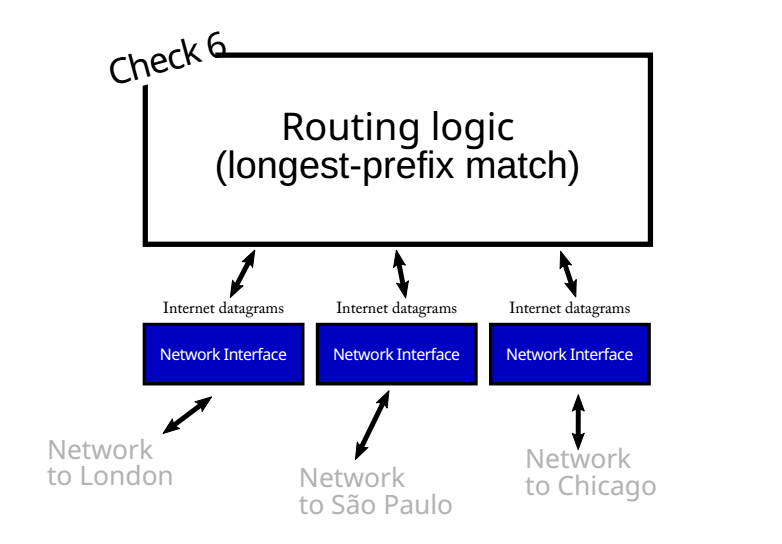 Check 6
Routing logic
(longest-prefix match)
Internet datagrams
Internet datagrams
Internet datagrams
Network Interface
Network Interface
Network Interface
Network
to London
Network
to São Paulo
Network
to Chicago